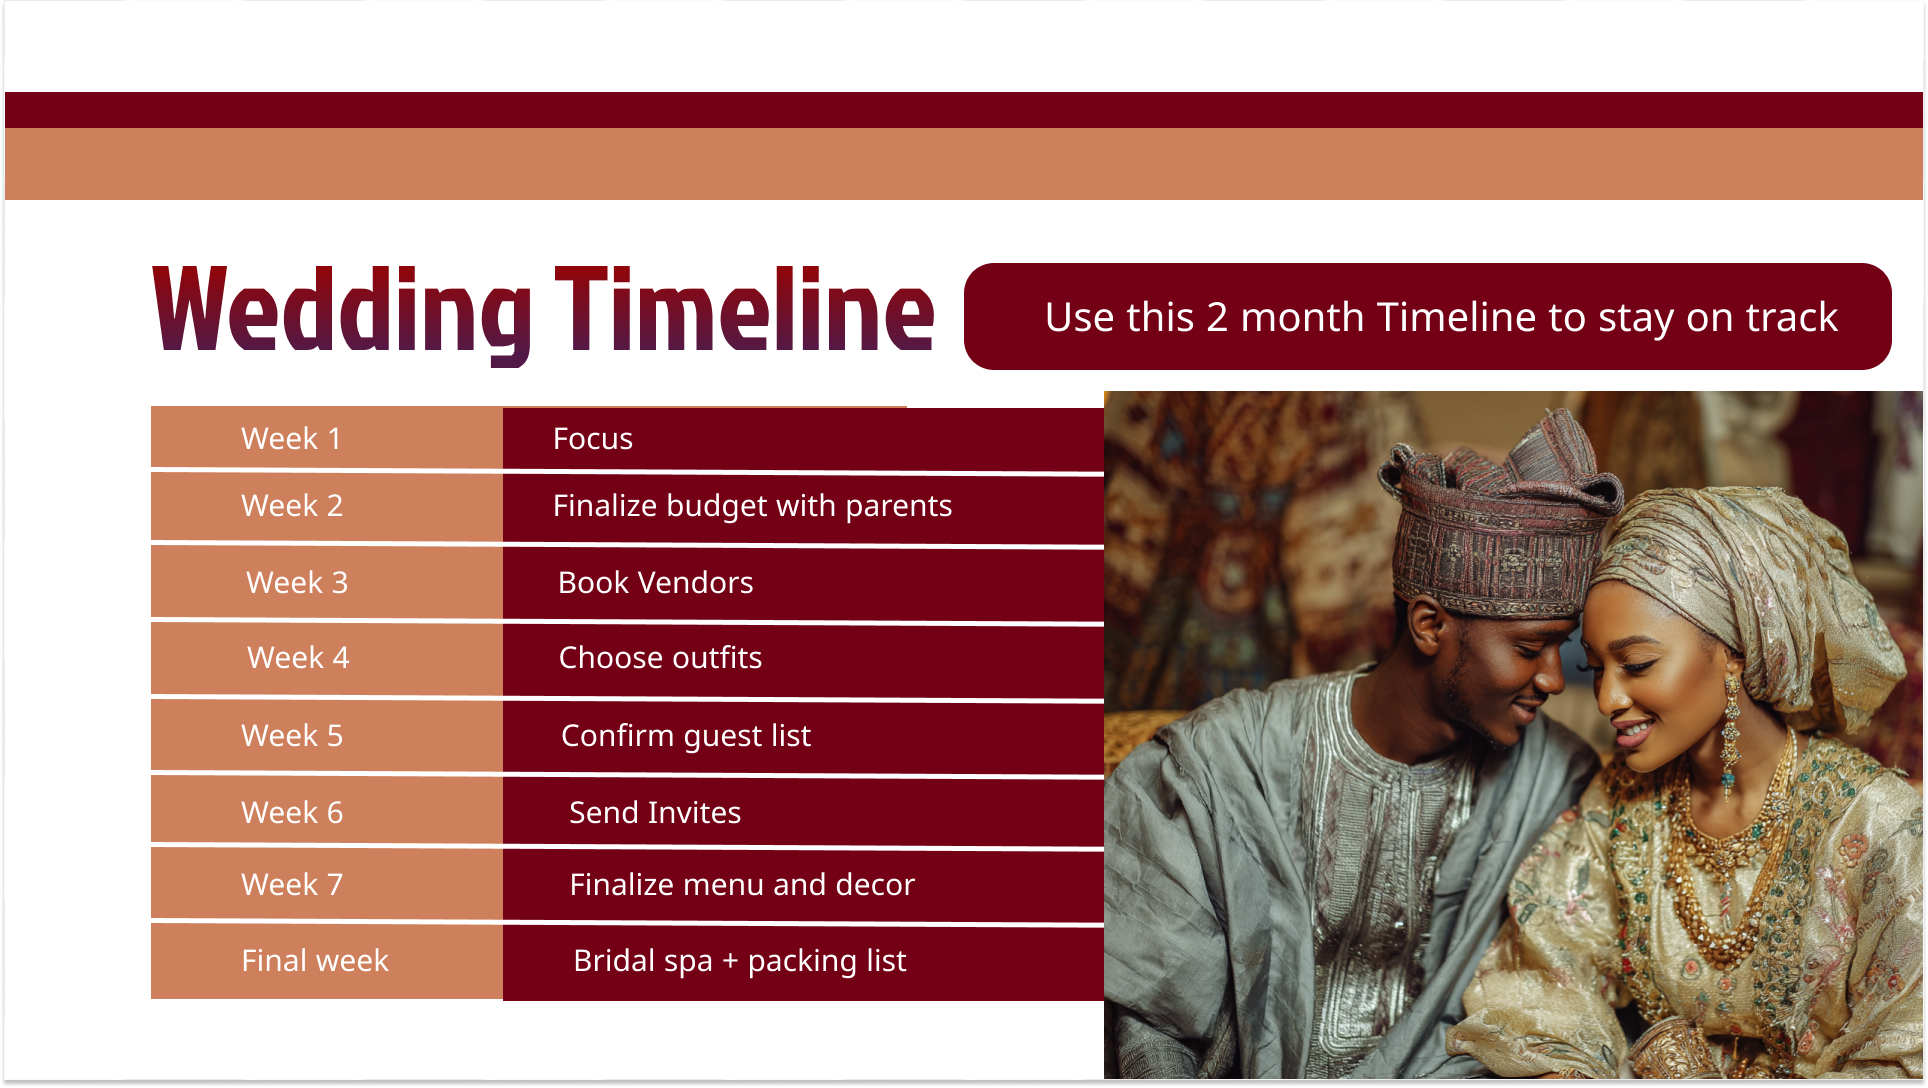 Wedding Timeline
Use this 2 month Timeline to stay on track
Week 1 Focus
Week 2 Finalize budget with parents
Week 3 Book Vendors
Week 4 Choose outfits
Week 5 Confirm guest list
Week 6 Send Invites
Week 7 Finalize menu and decor
Final week Bridal spa + packing list